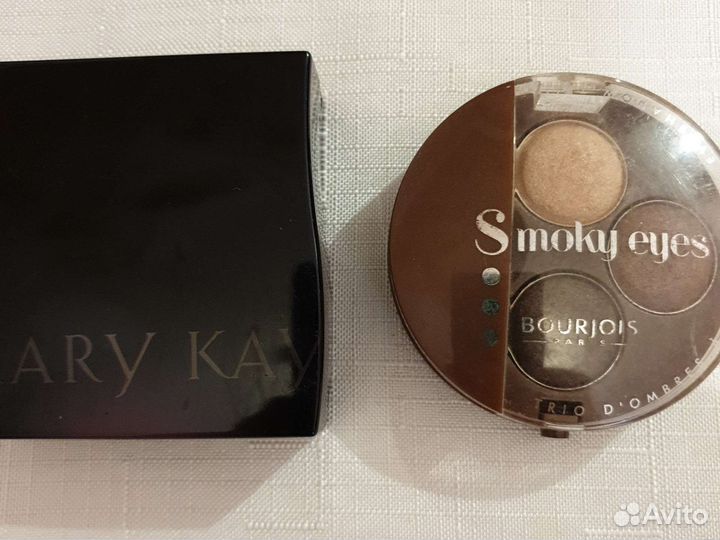 ARY KAY
Smoky eyes
BOURJOIS
PARIS
TRIO D'OMBRES
Avito